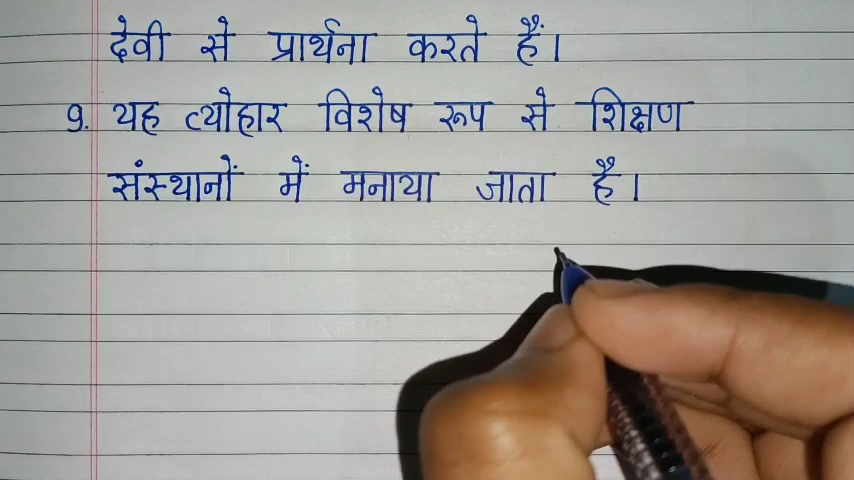 देवी से प्रार्थना करते हैं।
9. यह त्योहार विशेष रूप से शिक्षण
संस्थानों में मनाया जाता है।